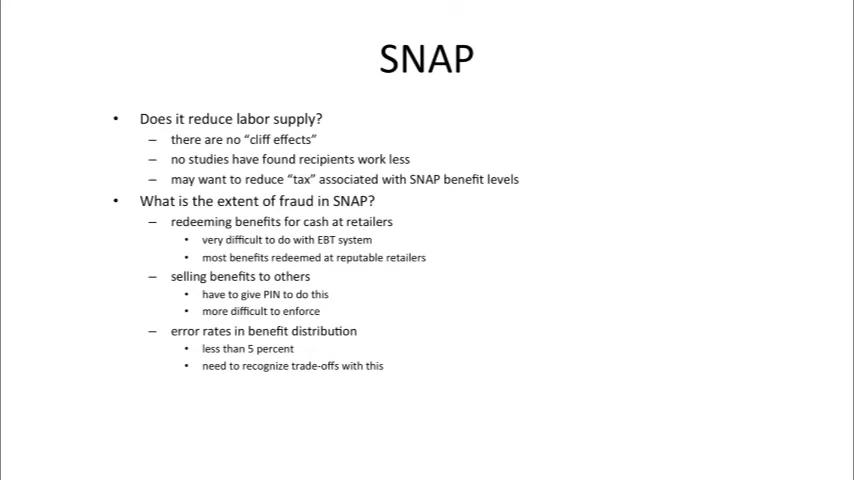 SNAP
• Does it reduce labor supply?
– there are no “cliff effects”
– no studies have found recipients work less
– may want to reduce “tax” associated with SNAP benefit levels
• What is the extent of fraud in SNAP?
– redeeming benefits for cash at retailers
• very difficult to do with EBT system
• most benefits redeemed at reputable retailers
– selling benefits to others
• have to give PIN to do this
• more difficult to enforce
– error rates in benefit distribution
• less than 5 percent
• need to recognize trade-offs with this